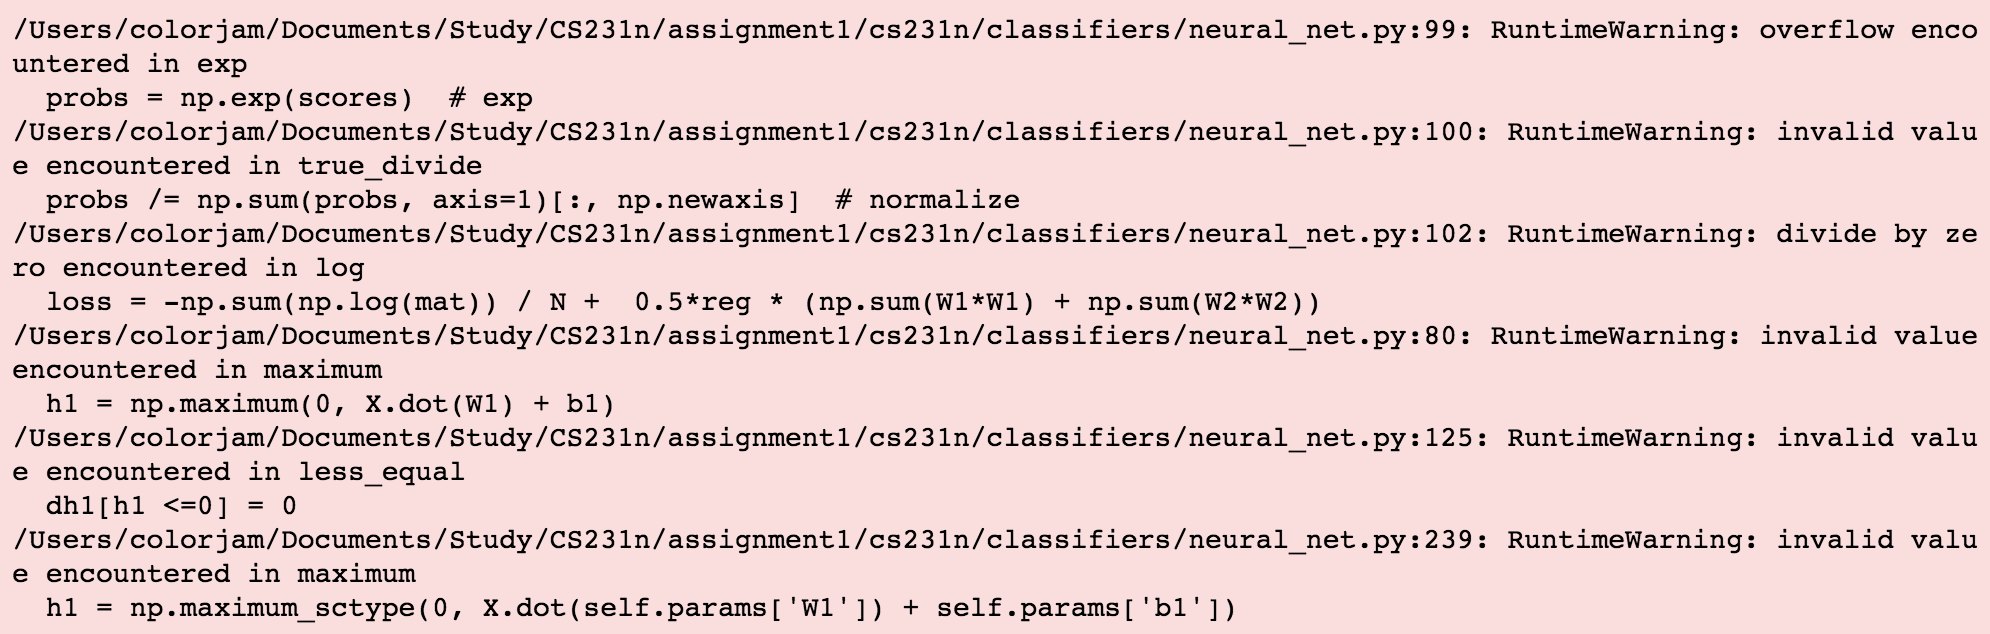 /Users/colorjam/Documents/Study/CS231n/assignment1/cs231n/classifiers/neural_net.py:99: RuntimeWarning: overflow enco
untered in exp
  probs = np.exp(scores)  # exp
/Users/colorjam/Documents/Study/CS231n/assignment1/cs231n/classifiers/neural_net.py:100: RuntimeWarning: invalid valu
e encountered in true_divide
  probs /= np.sum(probs, axis=1)[:, np.newaxis]  # normalize
/Users/colorjam/Documents/Study/CS231n/assignment1/cs231n/classifiers/neural_net.py:102: RuntimeWarning: divide by ze
ro encountered in log
  loss = -np.sum(np.log(mat)) / N +  0.5*reg * (np.sum(W1*W1) + np.sum(W2*W2))
/Users/colorjam/Documents/Study/CS231n/assignment1/cs231n/classifiers/neural_net.py:80: RuntimeWarning: invalid value
encountered in maximum
  h1 = np.maximum(0, X.dot(W1) + b1)
/Users/colorjam/Documents/Study/CS231n/assignment1/cs231n/classifiers/neural_net.py:125: RuntimeWarning: invalid valu
e encountered in less_equal
  dh1[h1 <=0] = 0
/Users/colorjam/Documents/Study/CS231n/assignment1/cs231n/classifiers/neural_net.py:239: RuntimeWarning: invalid valu
e encountered in maximum
  h1 = np.maximum_sctype(0, X.dot(self.params['W1']) + self.params['b1'])